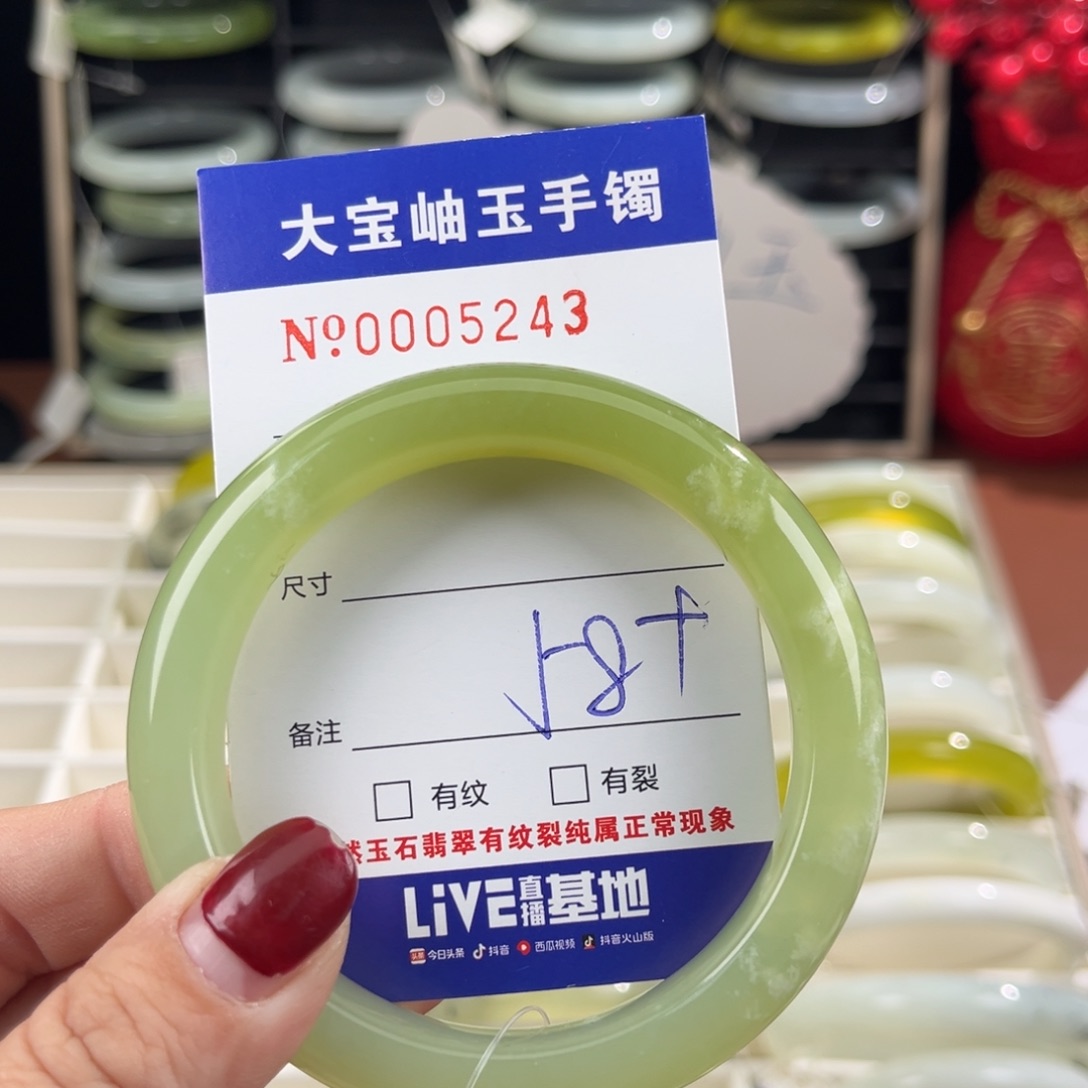 大宝岫玉手镯
Nº0005243
尺寸
58+
备注
□ 有纹 □ 有裂
然玉石翡翠有纹裂纯属正常现象
LiVE直播基地
头条 今日头条 抖音 西瓜视频 抖音火山版